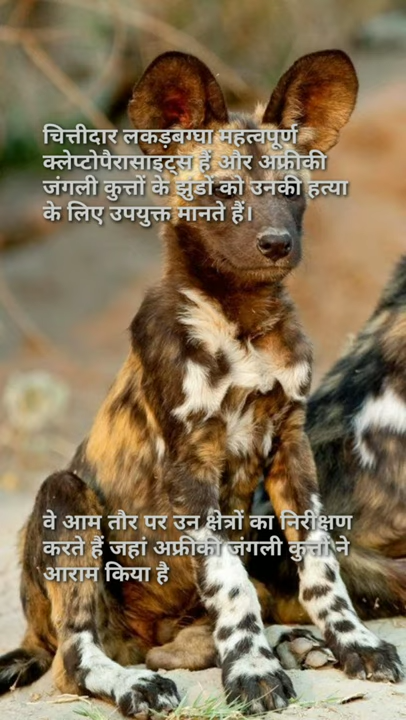 चित्तीदार लकड़बग्घा महत्वपूर्ण
क्लेप्टोपैरासाइट्स हैं और अफ्रीकी
जंगली कुत्तों के झुंडों को उनकी हत्या
के लिए उपयुक्त मानते हैं।
वे आम तौर पर उन क्षेत्रों का निरीक्षण
करते हैं जहां अफ्रीकी जंगली कुत्तों ने
आराम किया है